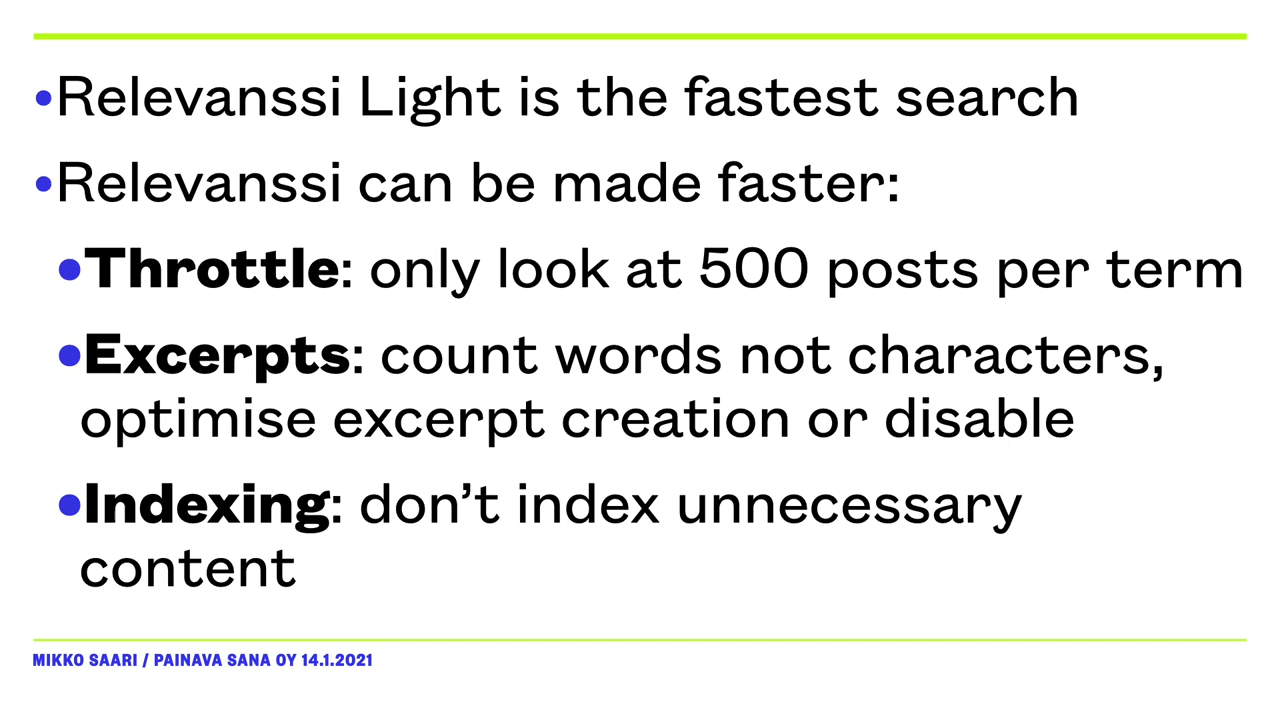 •Relevanssi Light is the fastest search
•Relevanssi can be made faster:
•Throttle: only look at 500 posts per term
•Excerpts: count words not characters,
optimise excerpt creation or disable
•Indexing: don’t index unnecessary
content
MIKKO SAARI / PAINAVA SANA OY 14.1.2021